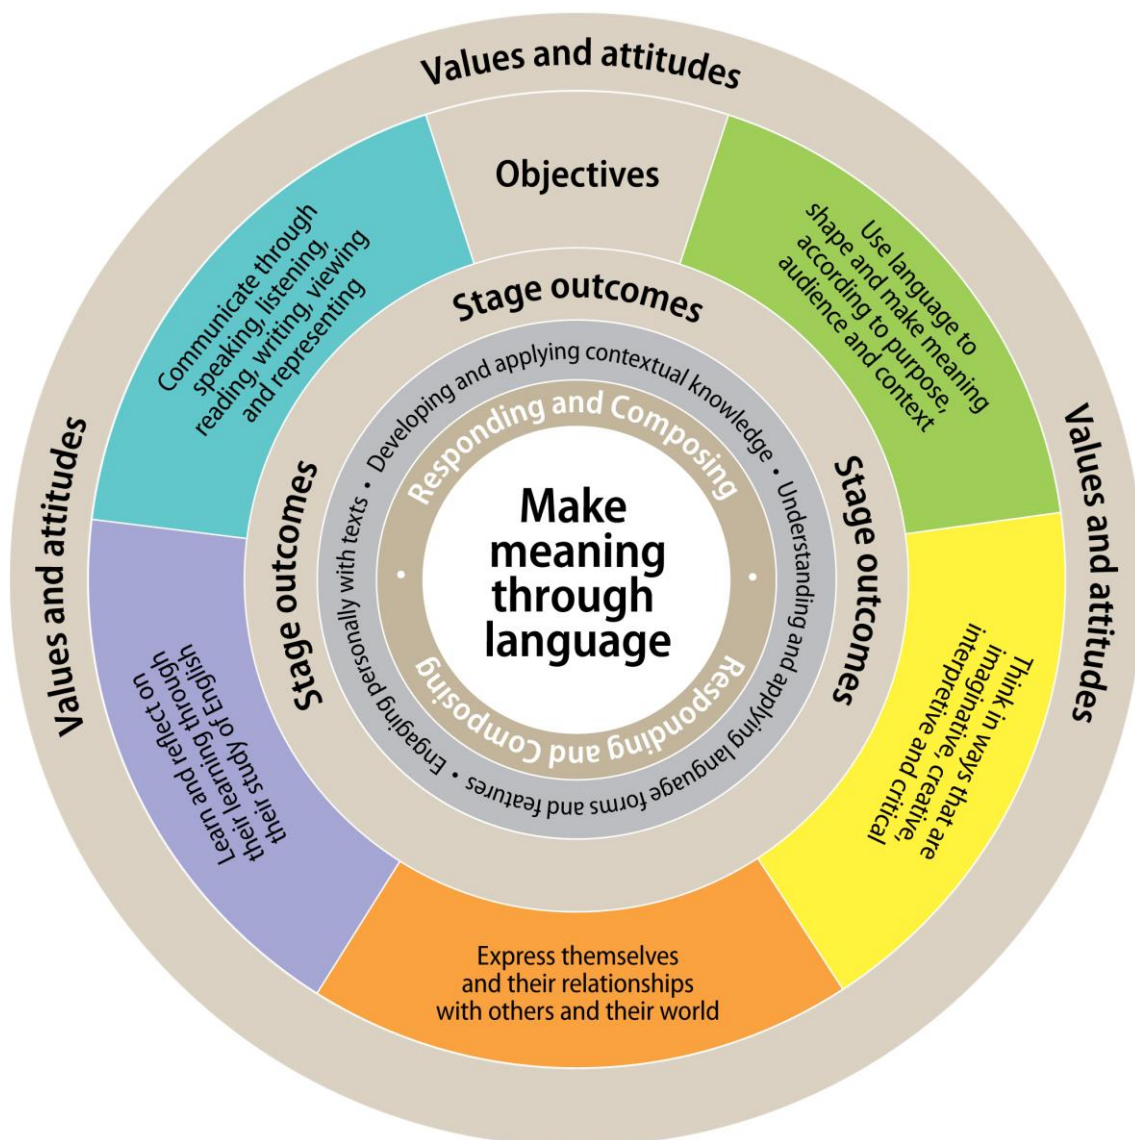 Values and attitudes
Objectives
Communicate through
speaking, listening,
reading, writing, viewing
and representing
Use language to
shape and make meaning
according to purpose,
audience and context
Values and attitudes
Values and attitudes
Think in ways that are
imaginative, creative,
interpretive and critical
Express themselves
and their relationships
with others and their world
Learn and reflect on
their learning through
their study of English
Stage outcomes
Stage outcomes
Stage outcomes
• Developing and applying contextual knowledge • Understanding and applying language forms and features • Engaging personally with texts
Responding and Composing • Responding and Composing •
Make
meaning
through
language